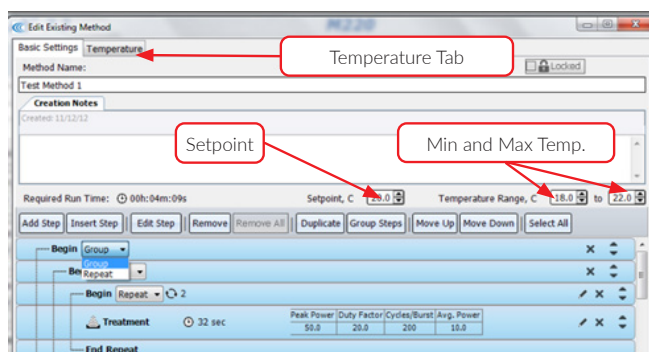 Edit Existing Method
M220
Basic Settings Temperature
Temperature Tab
Method Name:
Locked
Test Method 1
Creation Notes
Created: 11/12/12
Setpoint
Min and Max Temp.
Required Run Time: 00h:04m:09s Setpoint, C 20.0 Temperature Range, C 18.0 to 22.0
Add Step Insert Step Edit Step Remove Remove All Duplicate Group Steps Move Up Move Down Select All
Begin Group
Group
Repeat
Begin Repeat 2
Treatment 32 sec
Peak Power Duty Factor Cycles/Burst Avg. Power
50.0 20.0 200 10.0
End Repeat